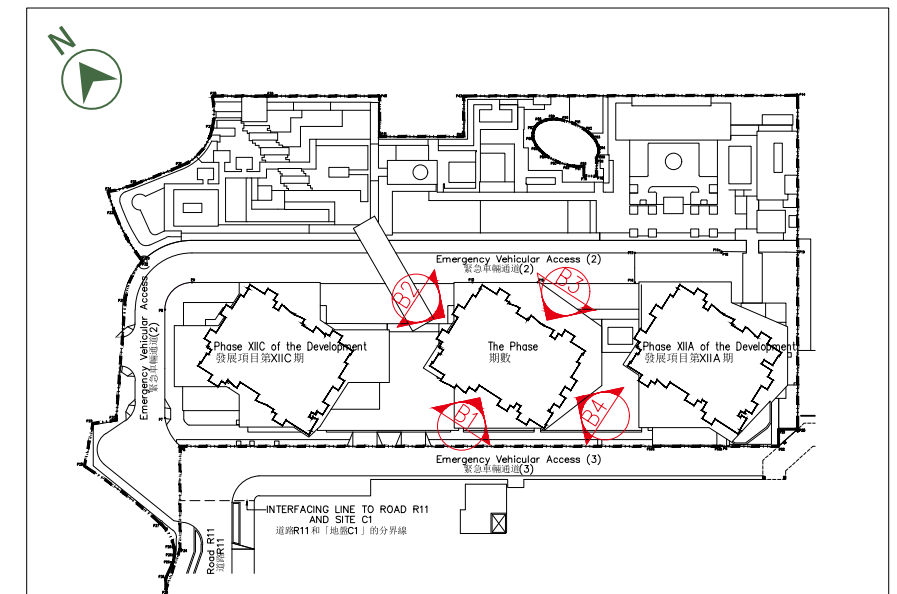 N
Emergency Vehicular Access (2)
緊急車輛通道(2)
B2
B3
Emergency Vehicular Access
緊急車輛通道(2)
(2)
Phase XIIC of the Development
發展項目第XIIC期
The Phase
期數
Phase XIIA of the Development
發展項目第XIIA期
B1
B4
Emergency Vehicular Access (3)
緊急車輛通道(3)
INTERFACING LINE TO ROAD R11
AND SITE C1
道路R11和「地盤C1」的分界線
Road R11
道路R11